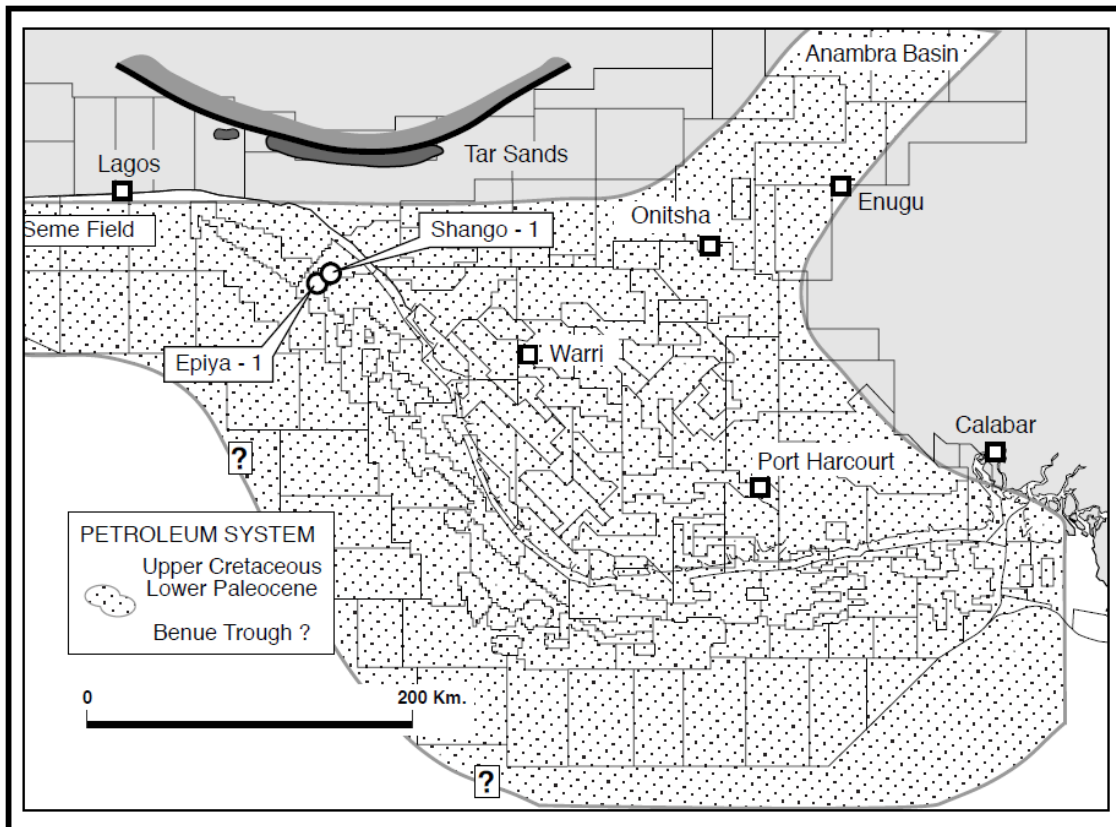 Anambra Basin
Tar Sands
Lagos
Enugu
Onitsha
Seme Field
Shango - 1
Epiya - 1
Warri
Calabar
Port Harcourt
?
PETROLEUM SYSTEM
Upper Cretaceous
Lower Paleocene
Benue Trough ?
0
200 Km.
?